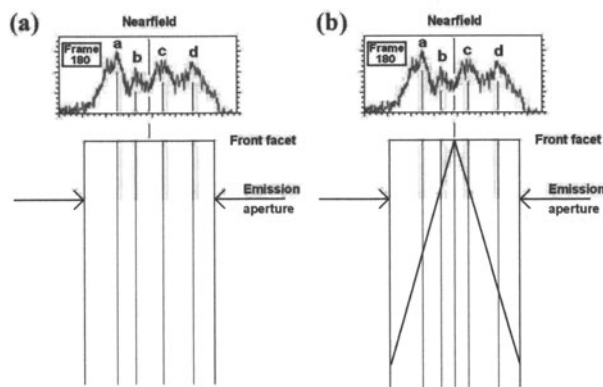 (a)
Nearfield
Frame
180
a
b
c
d
Front facet
Emission
aperture
(b)
Nearfield
Frame
180
a
b
c
d
Front facet
Emission
aperture